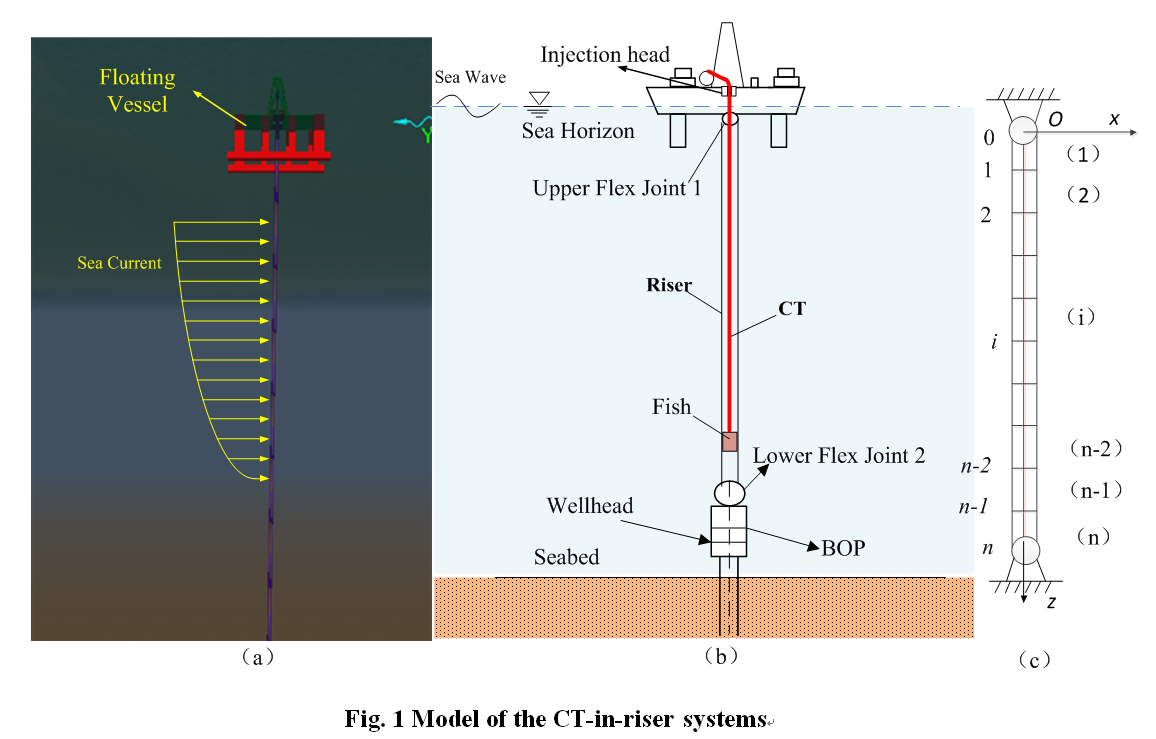 Floating
Vessel
Y
Sea Current
(a)
Sea Wave
Injection head
Sea Horizon
Upper Flex Joint 1
Riser
CT
Fish
Lower Flex Joint 2
Wellhead
BOP
Seabed
(b)
O
x
0
(1)
1
(2)
2
(i)
i
(n-2)
n-2
(n-1)
n-1
(n)
n
z
(c)
Fig. 1 Model of the CT-in-riser systems